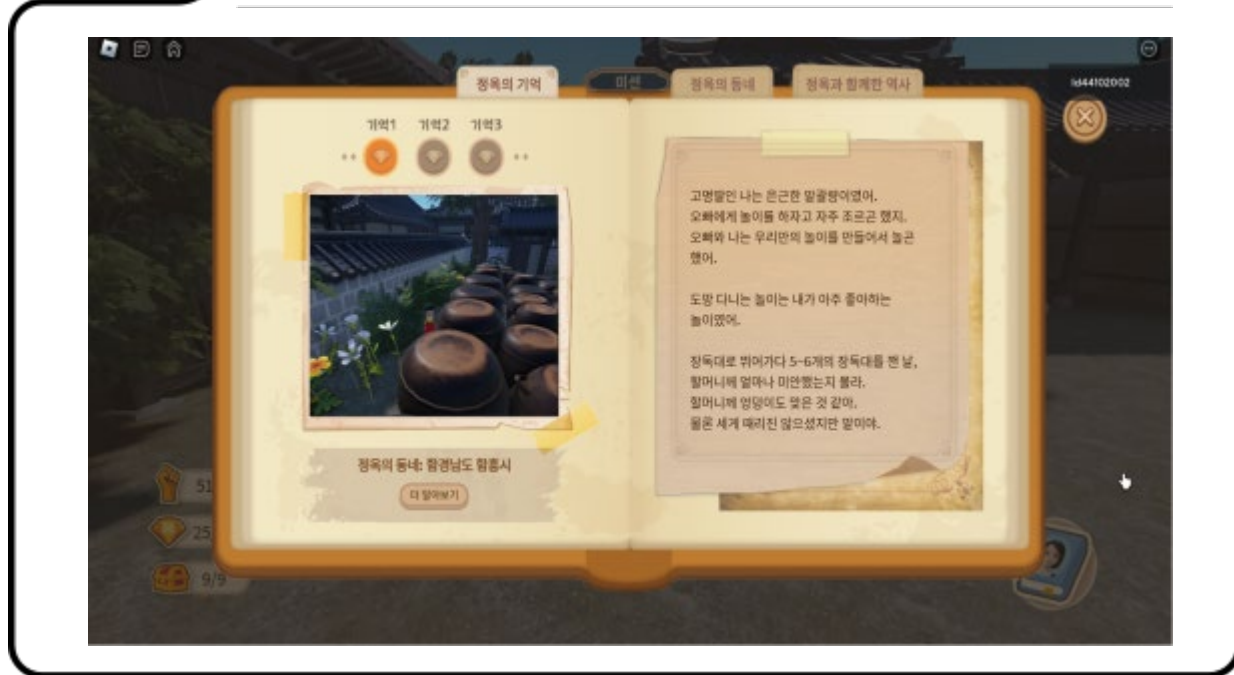 정옥의 기억
미션
정옥의 동네
정옥과 함께한 역사
ld44102002
기억1 기억2 기억3
고명딸인 나는 은근한 말괄량이였어.
오빠에게 놀이를 하자고 자주 조르곤 했지.
오빠와 나는 우리만의 놀이를 만들어서 놀곤
했어.
도망 다니는 놀이는 내가 아주 좋아하는
놀이였어.
장독대로 뛰어가다 5~6개의 장독대를 깬 날,
할머니께 얼마나 미안했는지 몰라.
할머니께 엉덩이도 맞은 것 같아.
물론 세게 때리진 않으셨지만 말이야.
정옥의 동네: 함경남도 함흥시
더 알아보기
51
25
9/9